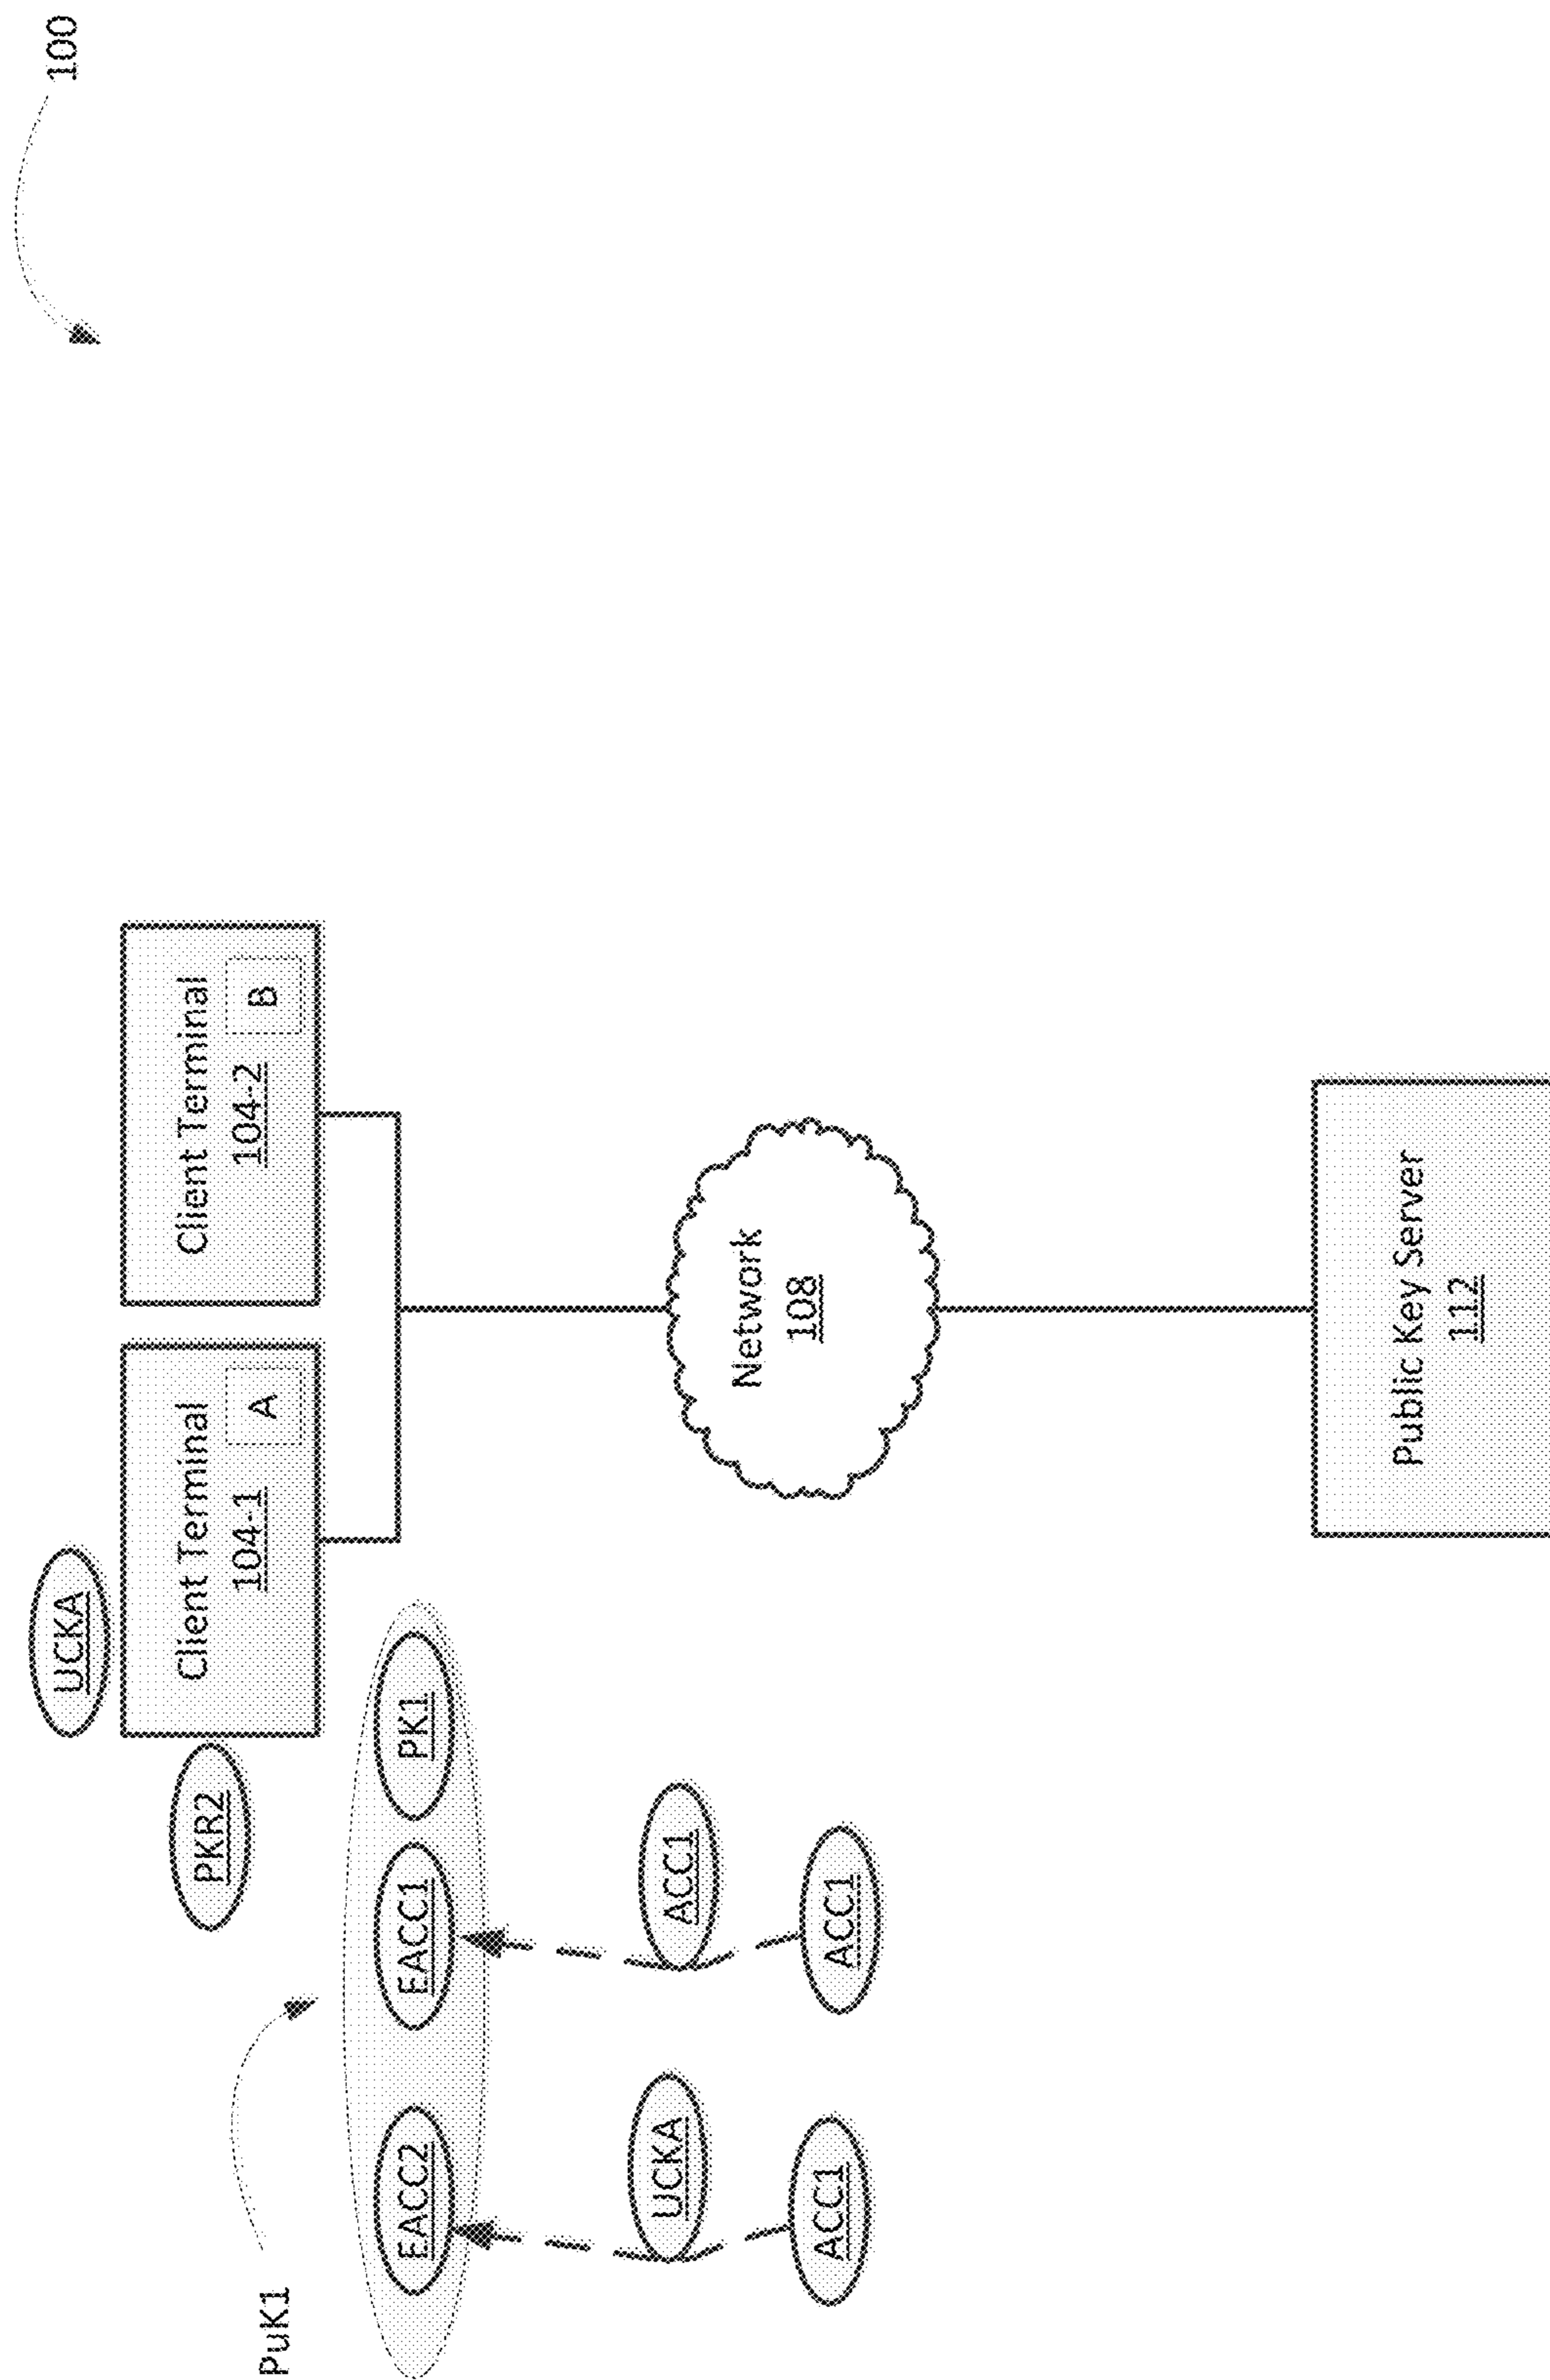 100
UCKA
PKR2
Client Terminal
104-1
A
Client Terminal
104-2
B
PuK1
EACC2
EACC1
PK1
UCKA
ACC1
ACC1
ACC1
Network
108
Public Key Server
112